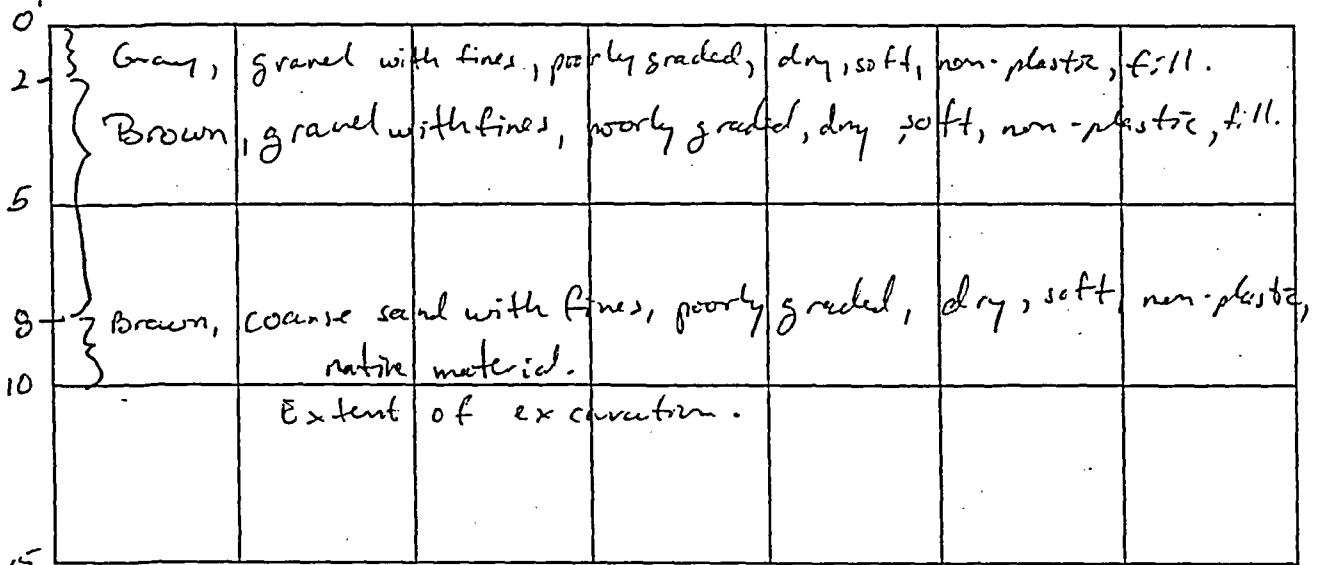 0'
Gray, gravel with fines, poorly graded, dry, soft, non-plastic, fill.
2
Brown, gravel with fines, poorly graded, dry, soft, non-plastic, fill.
5
8 Brown, coarse sand with fines, poorly graded, dry, soft, non-plastic,
native material.
10
Extent of excavation.
15